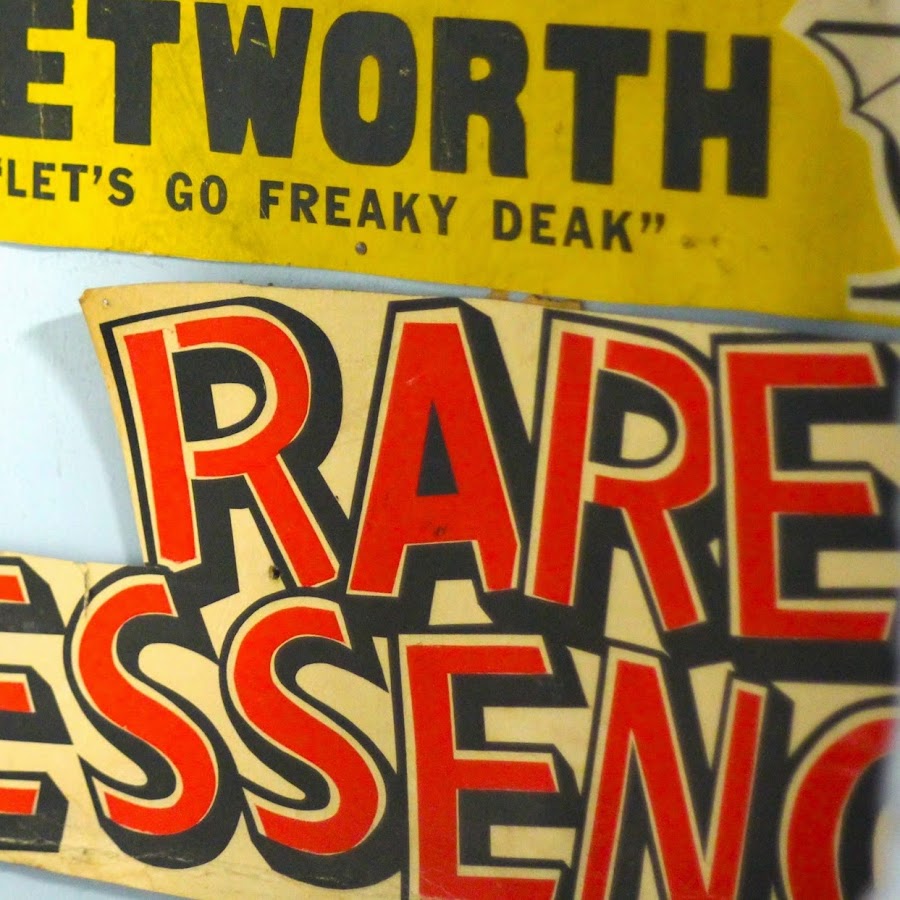 ETWORTH
"LET'S GO FREAKY DEAK"
RARE
ESSENC